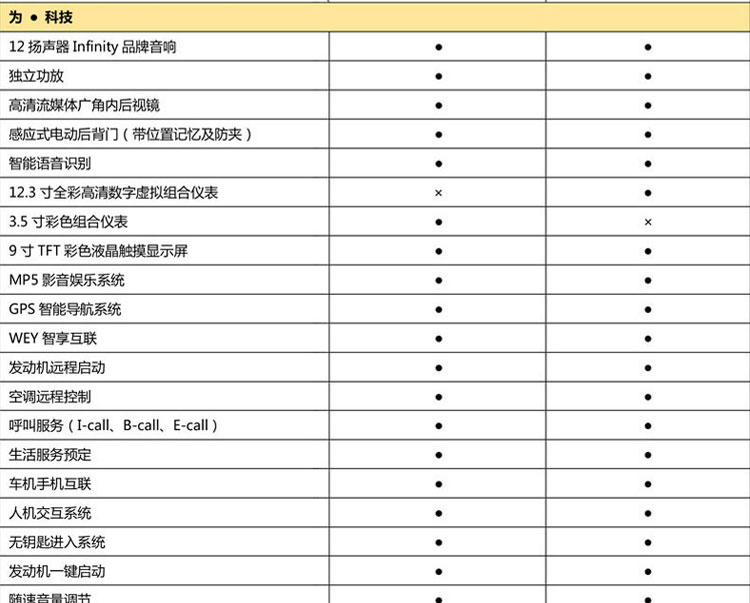 为 ● 科技
12 扬声器 Infinity 品牌音响 ● ●
独立功放 ● ●
高清流媒体广角内后视镜 ● ●
感应式电动后背门（带位置记忆及防夹） ● ●
智能语音识别 ● ●
12.3 寸全彩高清数字虚拟组合仪表 × ●
3.5 寸彩色组合仪表 ● ×
9 寸 TFT 彩色液晶触摸显示屏 ● ●
MP5 影音娱乐系统 ● ●
GPS 智能导航系统 ● ●
WEY 智享互联 ● ●
发动机远程启动 ● ●
空调远程控制 ● ●
呼叫服务（I-call、B-call、E-call） ● ●
生活服务预定 ● ●
车机手机互联 ● ●
人机交互系统 ● ●
无钥匙进入系统 ● ●
发动机一键启动 ● ●
随速音量调节 ● ●